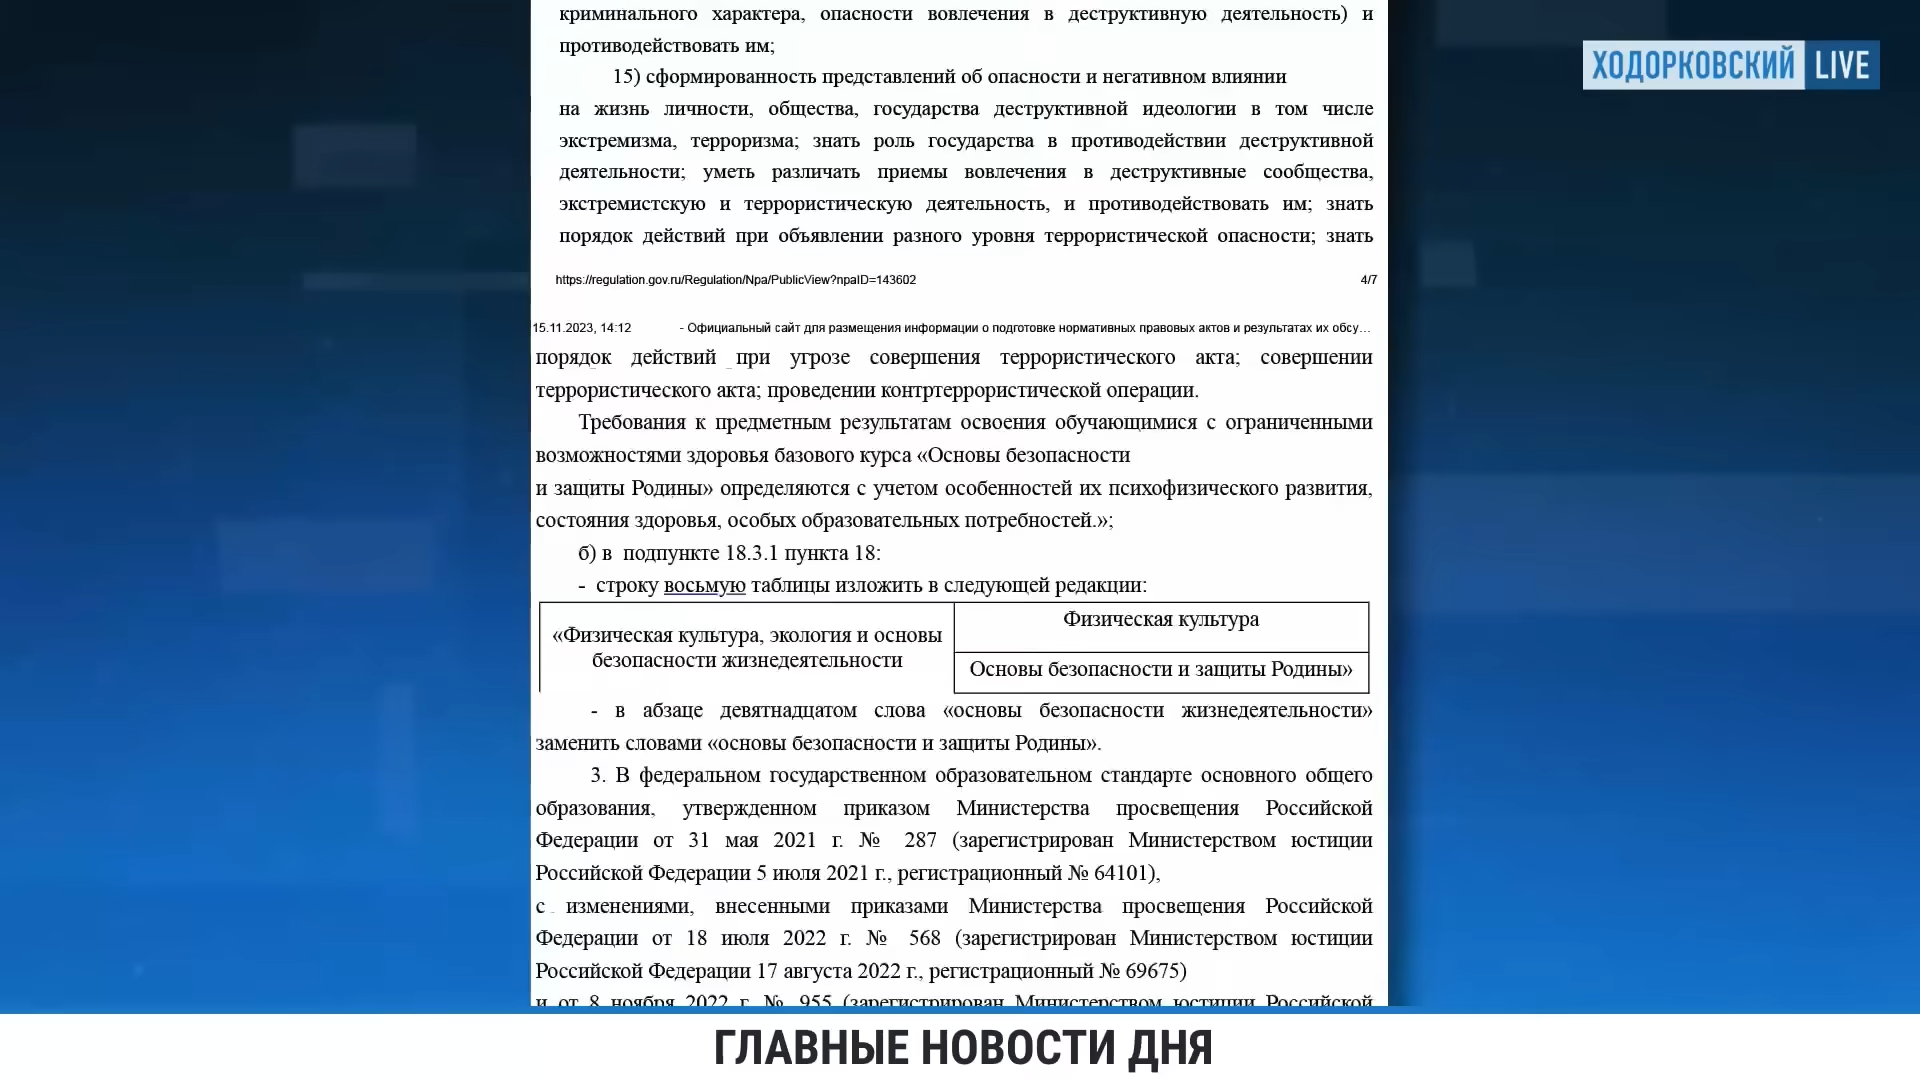 криминального характера, опасности вовлечения в деструктивную деятельность) и
противодействовать им;
15) сформированность представлений об опасности и негативном влиянии
на жизнь личности, общества, государства деструктивной идеологии в том числе
экстремизма, терроризма; знать роль государства в противодействии деструктивной
деятельности; уметь различать приемы вовлечения в деструктивные сообщества,
экстремистскую и террористическую деятельность, и противодействовать им; знать
порядок действий при объявлении разного уровня террористической опасности; знать
https://regulation.gov.ru/Regulation/Npa/PublicView?npaID=143602 4/7
15.11.2023, 14:12 - Официальный сайт для размещения информации о подготовке нормативных правовых актов и результатах их обсу...
порядок действий при угрозе совершения террористического акта; совершении
террористического акта; проведении контртеррористической операции.
Требования к предметным результатам освоения обучающимися с ограниченными
возможностями здоровья базового курса «Основы безопасности
и защиты Родины» определяются с учетом особенностей их психофизического развития,
состояния здоровья, особых образовательных потребностей.»;
б) в подпункте 18.3.1 пункта 18:
- строку восьмую таблицы изложить в следующей редакции:
«Физическая культура, экология и основы
безопасности жизнедеятельности
Физическая культура
Основы безопасности и защиты Родины»
- в абзаце девятнадцатом слова «основы безопасности жизнедеятельности»
заменить словами «основы безопасности и защиты Родины».
3. В федеральном государственном образовательном стандарте основного общего
образования, утвержденном приказом Министерства просвещения Российской
Федерации от 31 мая 2021 г. № 287 (зарегистрирован Министерством юстиции
Российской Федерации 5 июля 2021 г., регистрационный № 64101),
с изменениями, внесенными приказами Министерства просвещения Российской
Федерации от 18 июля 2022 г. № 568 (зарегистрирован Министерством юстиции
Российской Федерации 17 августа 2022 г., регистрационный № 69675)
и от 8 ноября 2022 г. № 955 (зарегистрирован Министерством юстиции Российской
ХОДОРКОВСКИЙ LIVE
ГЛАВНЫЕ НОВОСТИ ДНЯ